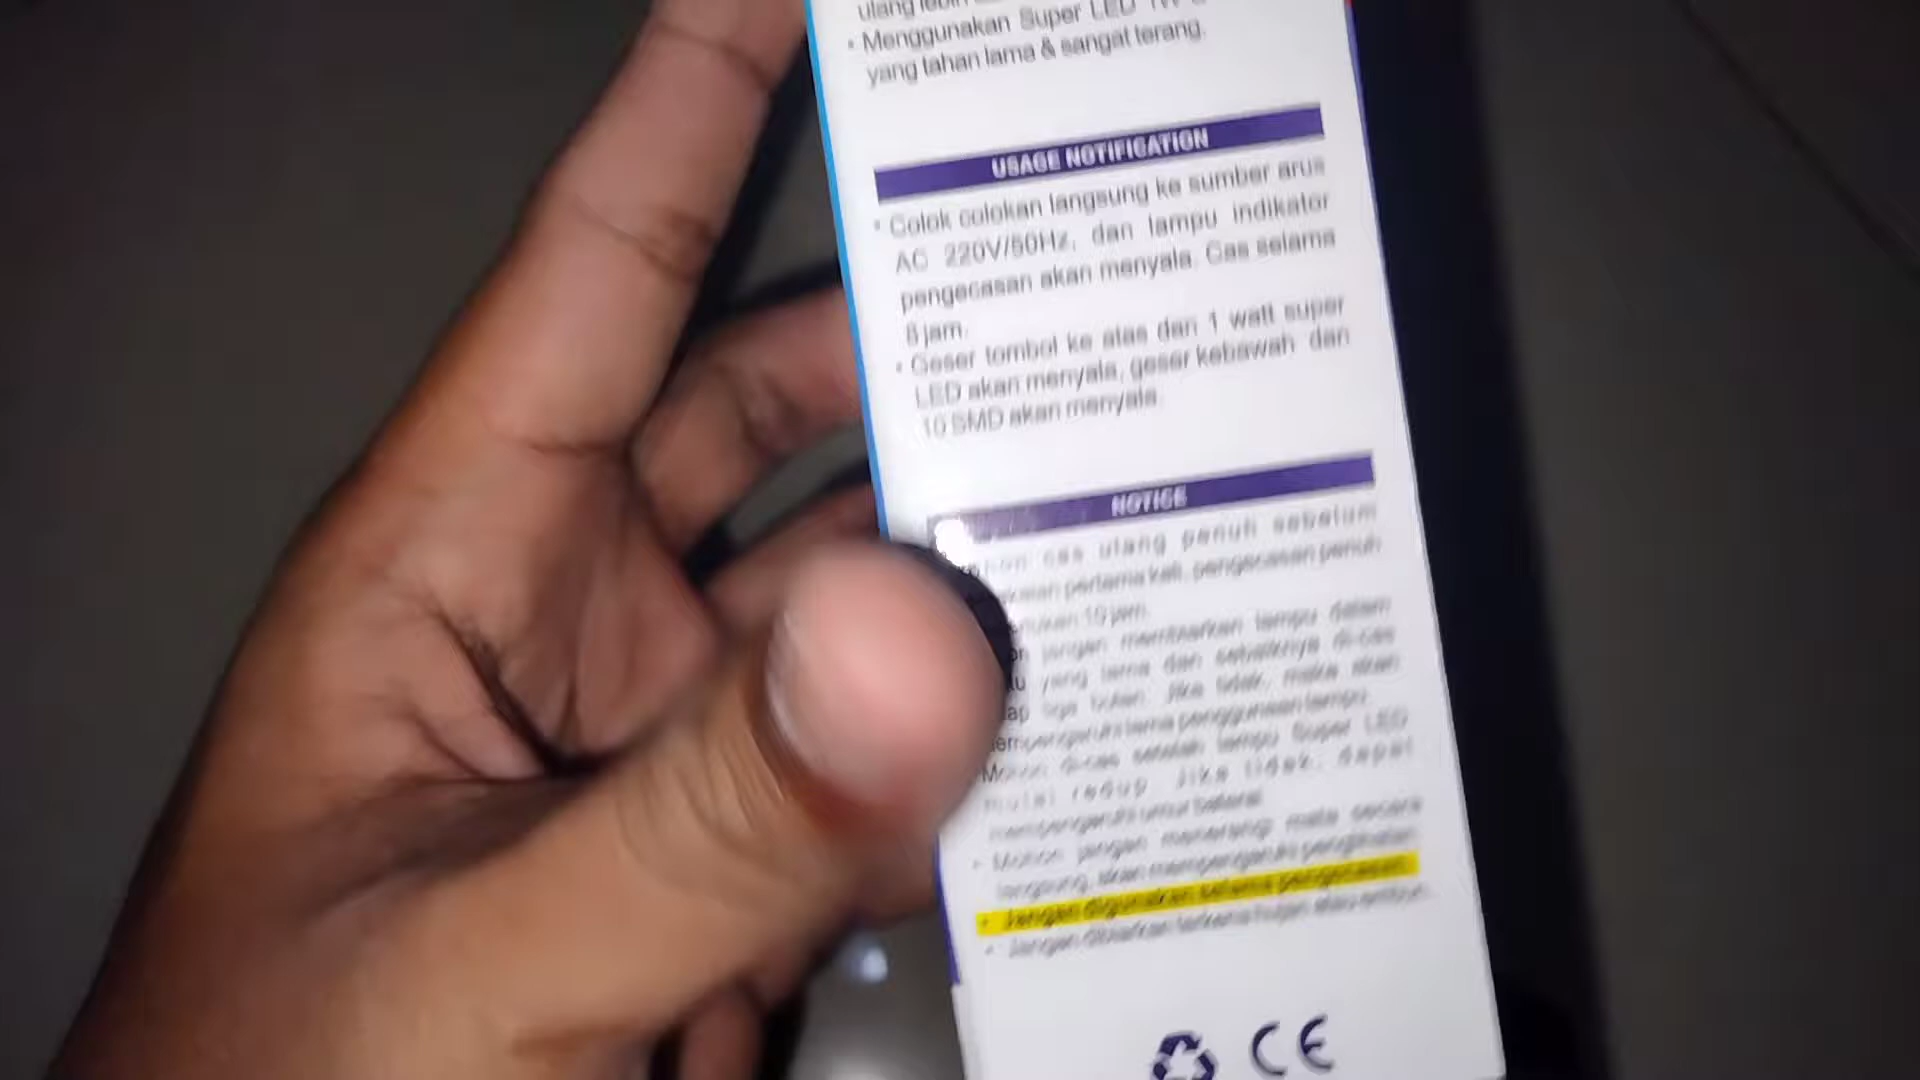 ulang lebih
• Menggunakan Super LED 1W
yang tahan lama & sangat terang.
USAGE NOTIFICATION
• Colok colokan langsung ke sumber arus
AC 220V/50Hz, dan lampu indikator
pengecasan akan menyala. Cas selama
jam.
• Geser tombol ke atas dan 1 watt super
LED akan menyala, geser kebawah dan
10 SMD akan menyala.
NOTICE
cas ulang penuh sebelum
pertama kali, pengecasan penuh
10 jam.
jangan membiarkan lampu dalam
yang lama dan sebaiknya di-cas
tiga bulan. Jika tidak, maka akan
mempengaruhi lama penggunaan lampu.
Mohon di-cas setelah lampu Super LED
mulai redup. Jika tidak, dapat
mempengaruhi umur baterai.
• Mohon jangan menerangi mata secara
langsung, akan mempengaruhi penglihatan.
• Jangan digunakan selama pengecasan.
• Jangan dibiarkan terkena hujan atau embun.
CE